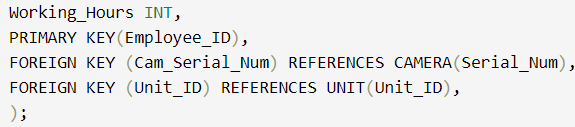 Working_Hours INT,
PRIMARY KEY(Employee_ID),
FOREIGN KEY (Cam_Serial_Num) REFERENCES CAMERA(Serial_Num),
FOREIGN KEY (Unit_ID) REFERENCES UNIT(Unit_ID),
);